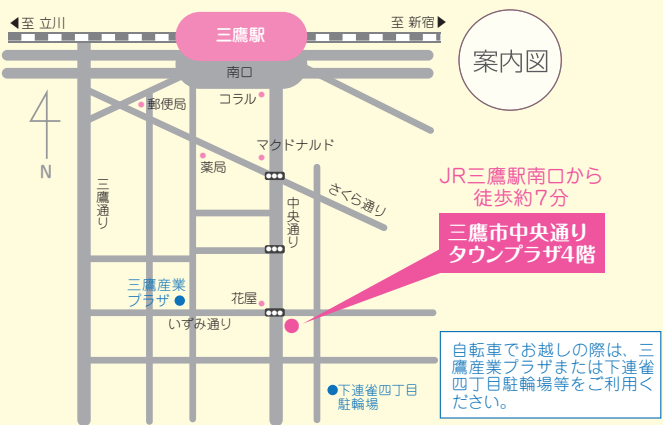 至 立川
三鷹駅
至 新宿
南口
案内図
郵便局
コラル
マクドナルド
薬局
N
三鷹通り
中央通り
さくら通り
JR三鷹駅南口から
徒歩約7分
三鷹市中央通り
タウンプラザ4階
三鷹産業
プラザ
花屋
いずみ通り
自転車でお越しの際は、三
鷹産業プラザまたは下連雀
四丁目駐輪場等をご利用く
ださい。
下連雀四丁目
駐輪場